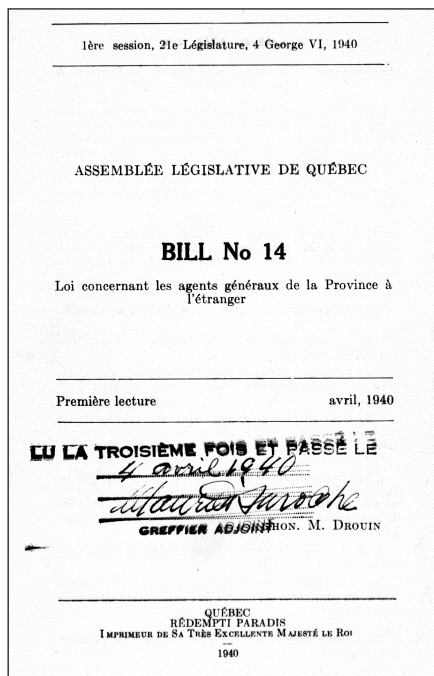 1ère session, 21e Législature, 4 George VI, 1940
ASSEMBLÉE LÉGISLATIVE DE QUÉBEC
BILL No 14
Loi concernant les agents généraux de la Province à
l'étranger
Première lecture avril, 1940
LU LA TROISIÈME FOIS ET PASSÉ LE
4 avril 1940
GREFFIER ADJOINT HON. M. DROUIN
QUÉBEC
RÉDEMPTI PARADIS
IMPRIMEUR DE SA TRÈS EXCELLENTE MAJESTÉ LE ROI
1940